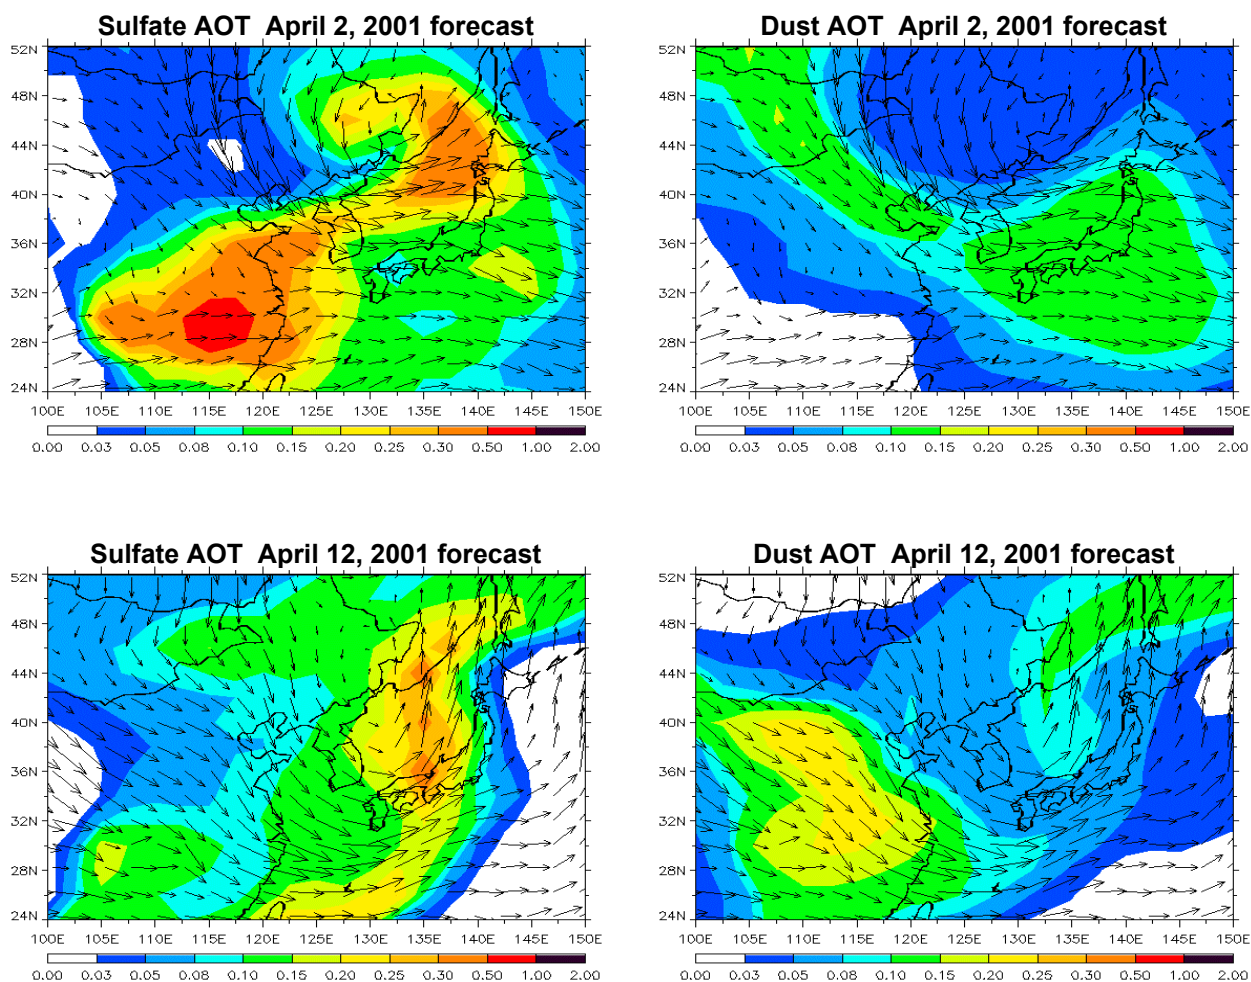 Sulfate AOT April 2, 2001 forecast
52N
48N
44N
40N
36N
32N
28N
24N
100E 105E 110E 115E 120E 125E 130E 135E 140E 145E 150E
0.00 0.03 0.05 0.08 0.10 0.15 0.20 0.25 0.30 0.50 1.00 2.00
Dust AOT April 2, 2001 forecast
52N
48N
44N
40N
36N
32N
28N
24N
100E 105E 110E 115E 120E 125E 130E 135E 140E 145E 150E
0.00 0.03 0.05 0.08 0.10 0.15 0.20 0.25 0.30 0.50 1.00 2.00
Sulfate AOT April 12, 2001 forecast
52N
48N
44N
40N
36N
32N
28N
24N
100E 105E 110E 115E 120E 125E 130E 135E 140E 145E 150E
0.00 0.03 0.05 0.08 0.10 0.15 0.20 0.25 0.30 0.50 1.00 2.00
Dust AOT April 12, 2001 forecast
52N
48N
44N
40N
36N
32N
28N
24N
100E 105E 110E 115E 120E 125E 130E 135E 140E 145E 150E
0.00 0.03 0.05 0.08 0.10 0.15 0.20 0.25 0.30 0.50 1.00 2.00